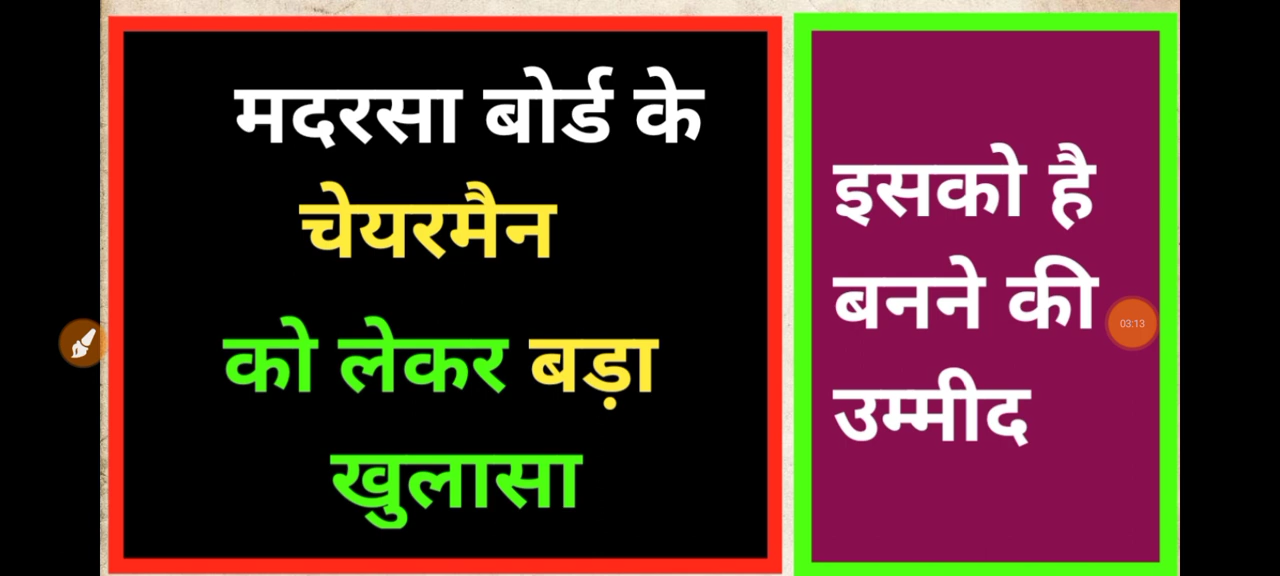 मदरसा बोर्ड के
चेयरमैन
को लेकर बड़ा
खुलासा
इसको है
बनने की
उम्मीद
03:13